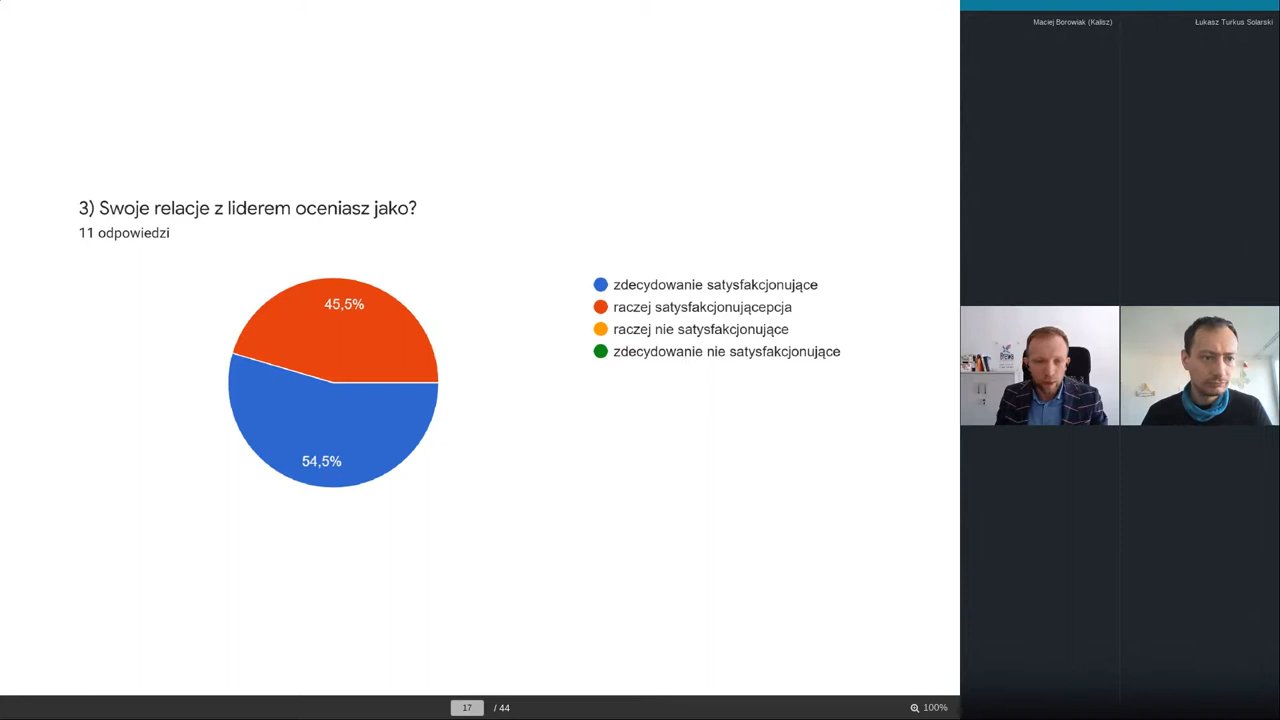 Maciej Borowiak (Kalisz)
Łukasz Turkus Solarski
3) Swoje relacje z liderem oceniasz jako?
11 odpowiedzi
45,5%
54,5%
zdecydowanie satysfakcjonujące
raczej satysfakcjonującepcja
raczej nie satysfakcjonujące
zdecydowanie nie satysfakcjonujące
17 / 44
100%